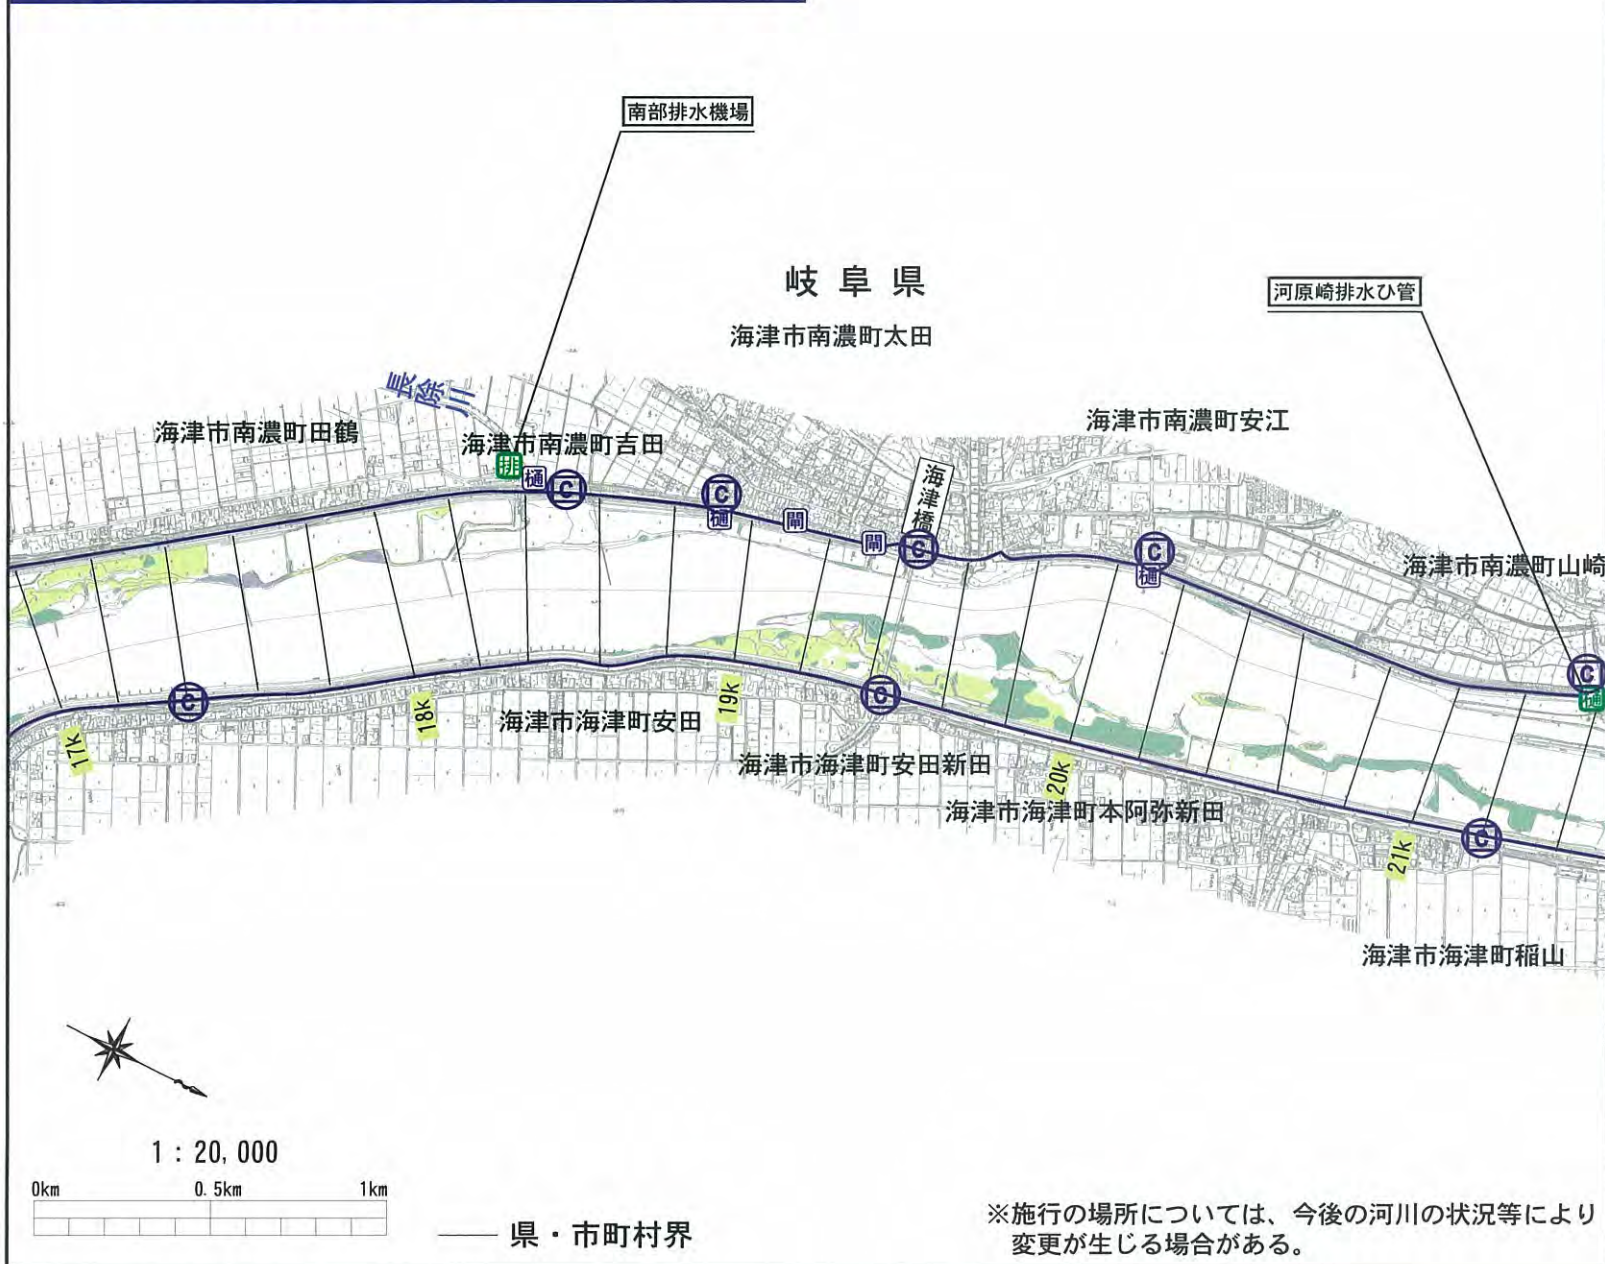 南部排水機場
岐阜県
河原崎排水ひ管
海津市南濃町太田
長除川
海津市南濃町安江
海津市南濃町田鶴
海津市南濃町吉田
排
樋
C
C
樋
閘
閘
海津橋
C
C
樋
海津市南濃町山崎
C
樋
C
C
17k
18k
海津市海津町安田
19k
海津市海津町安田新田
20k
海津市海津町本阿弥新田
C
21k
海津市海津町稲山
1：20,000
0km 0.5km 1km
県・市町村界
※施行の場所については、今後の河川の状況等により
変更が生じる場合がある。